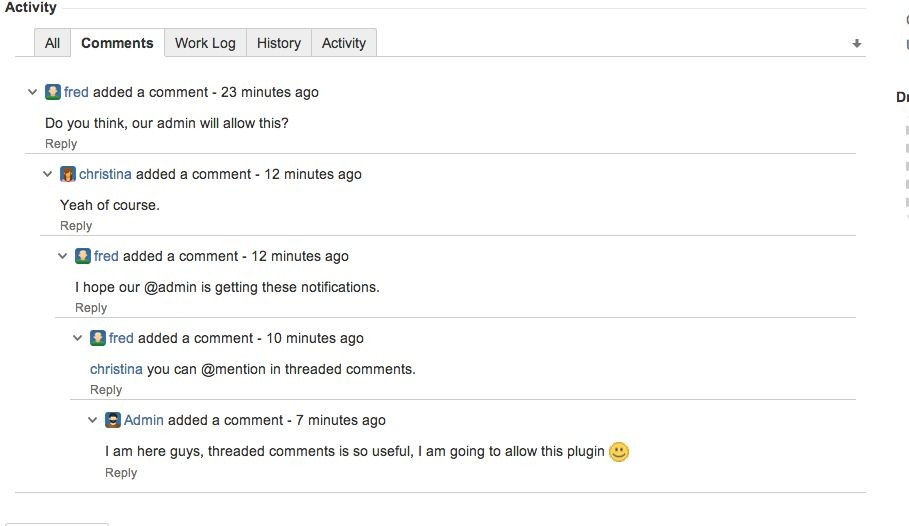 Activity
All Comments Work Log History Activity
fred added a comment - 23 minutes ago
Do you think, our admin will allow this?
Reply
christina added a comment - 12 minutes ago
Yeah of course.
Reply
fred added a comment - 12 minutes ago
I hope our @admin is getting these notifications.
Reply
fred added a comment - 10 minutes ago
christina you can @mention in threaded comments.
Reply
Admin added a comment - 7 minutes ago
I am here guys, threaded comments is so useful, I am going to allow this plugin
Reply